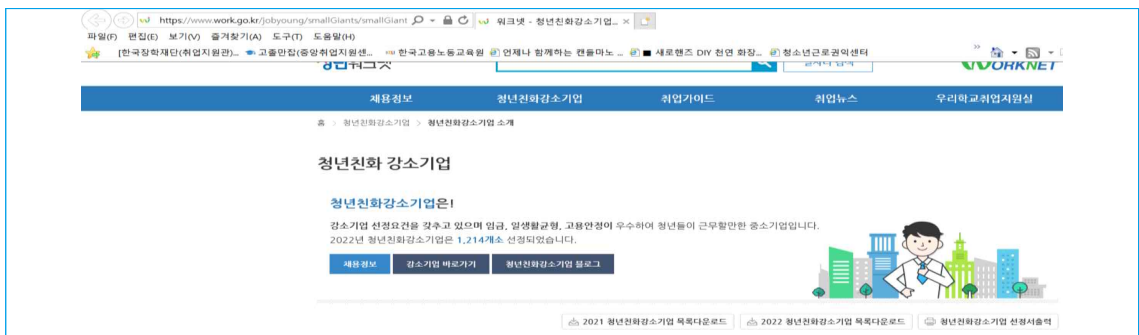 https://www.work.go.kr/jobyoung/smallGiants/smallGiant
워크넷 - 청년친화강소기업...
파일(F) 편집(E) 보기(V) 즐겨찾기(A) 도구(T) 도움말(H)
[한국장학재단(취업지원관)... 고졸만잡(중앙취업지원센... 한국고용노동교육원 언제나 함께하는 캔들마노 ... 새로핸즈 DIY 천연 화장... 청소년근로권익센터
WORKNET
채용정보 청년친화강소기업 취업가이드 취업뉴스 우리학교취업지원실
홈 > 청년친화강소기업 > 청년친화강소기업 소개
청년친화 강소기업
청년친화강소기업은!
강소기업 선정요건을 갖추고 있으며 임금, 일생활균형, 고용안정이 우수하여 청년들이 근무할만한 중소기업입니다.
2022년 청년친화강소기업은 1,214개소 선정되었습니다.
채용정보 강소기업 바로가기 청년친화강소기업 블로그
2021 청년친화강소기업 목록다운로드 2022 청년친화강소기업 목록다운로드 청년친화강소기업 선정서출력